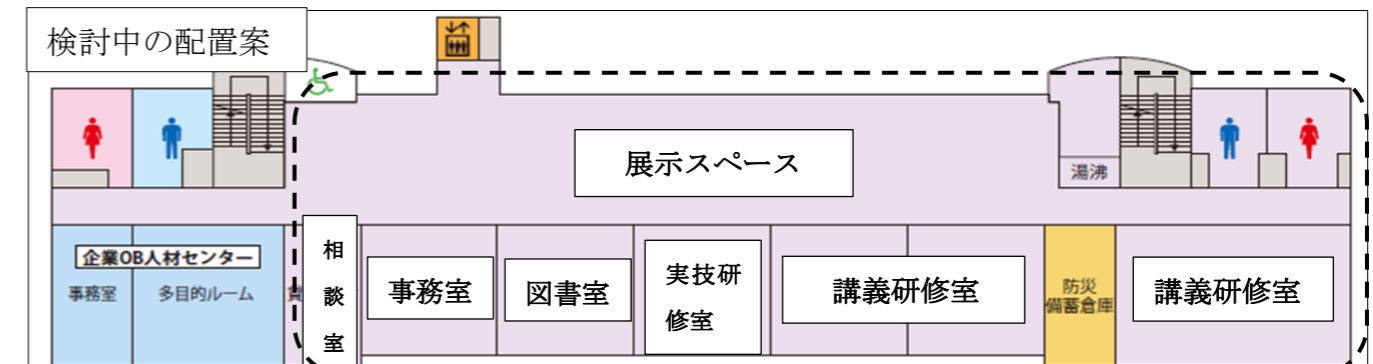 検討中の配置案
展示スペース
湯沸
企業OB人材センター
事務室
多目的ルーム
相
談
室
事務室
図書室
実技研
修室
講義研修室
防災
備蓄倉庫
講義研修室